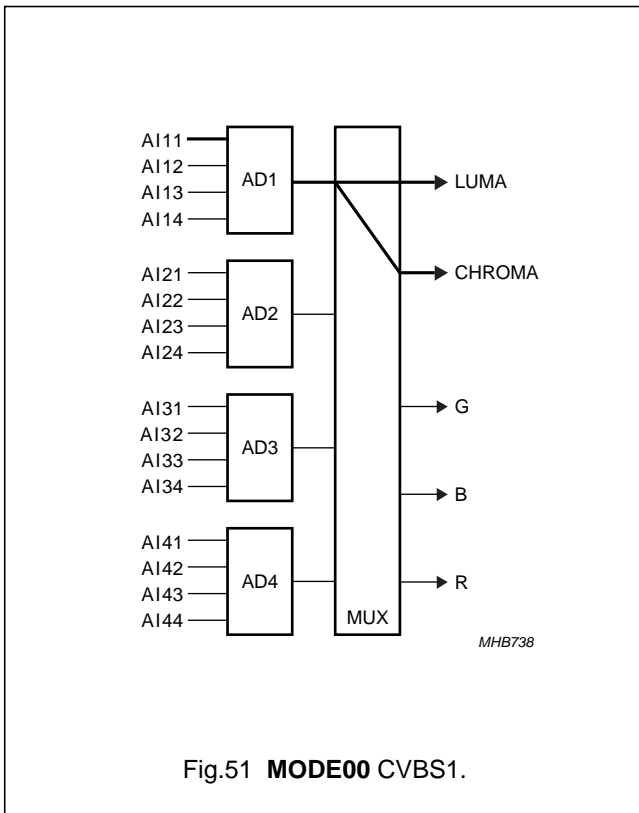 AI11
AI12
AI13
AI14
AD1
LUMA
CHROMA
AI21
AI22
AI23
AI24
AD2
AI31
AI32
AI33
AI34
AD3
G
B
AI41
AI42
AI43
AI44
AD4
R
MUX
MHB738
Fig.51 MODE00 CVBS1.